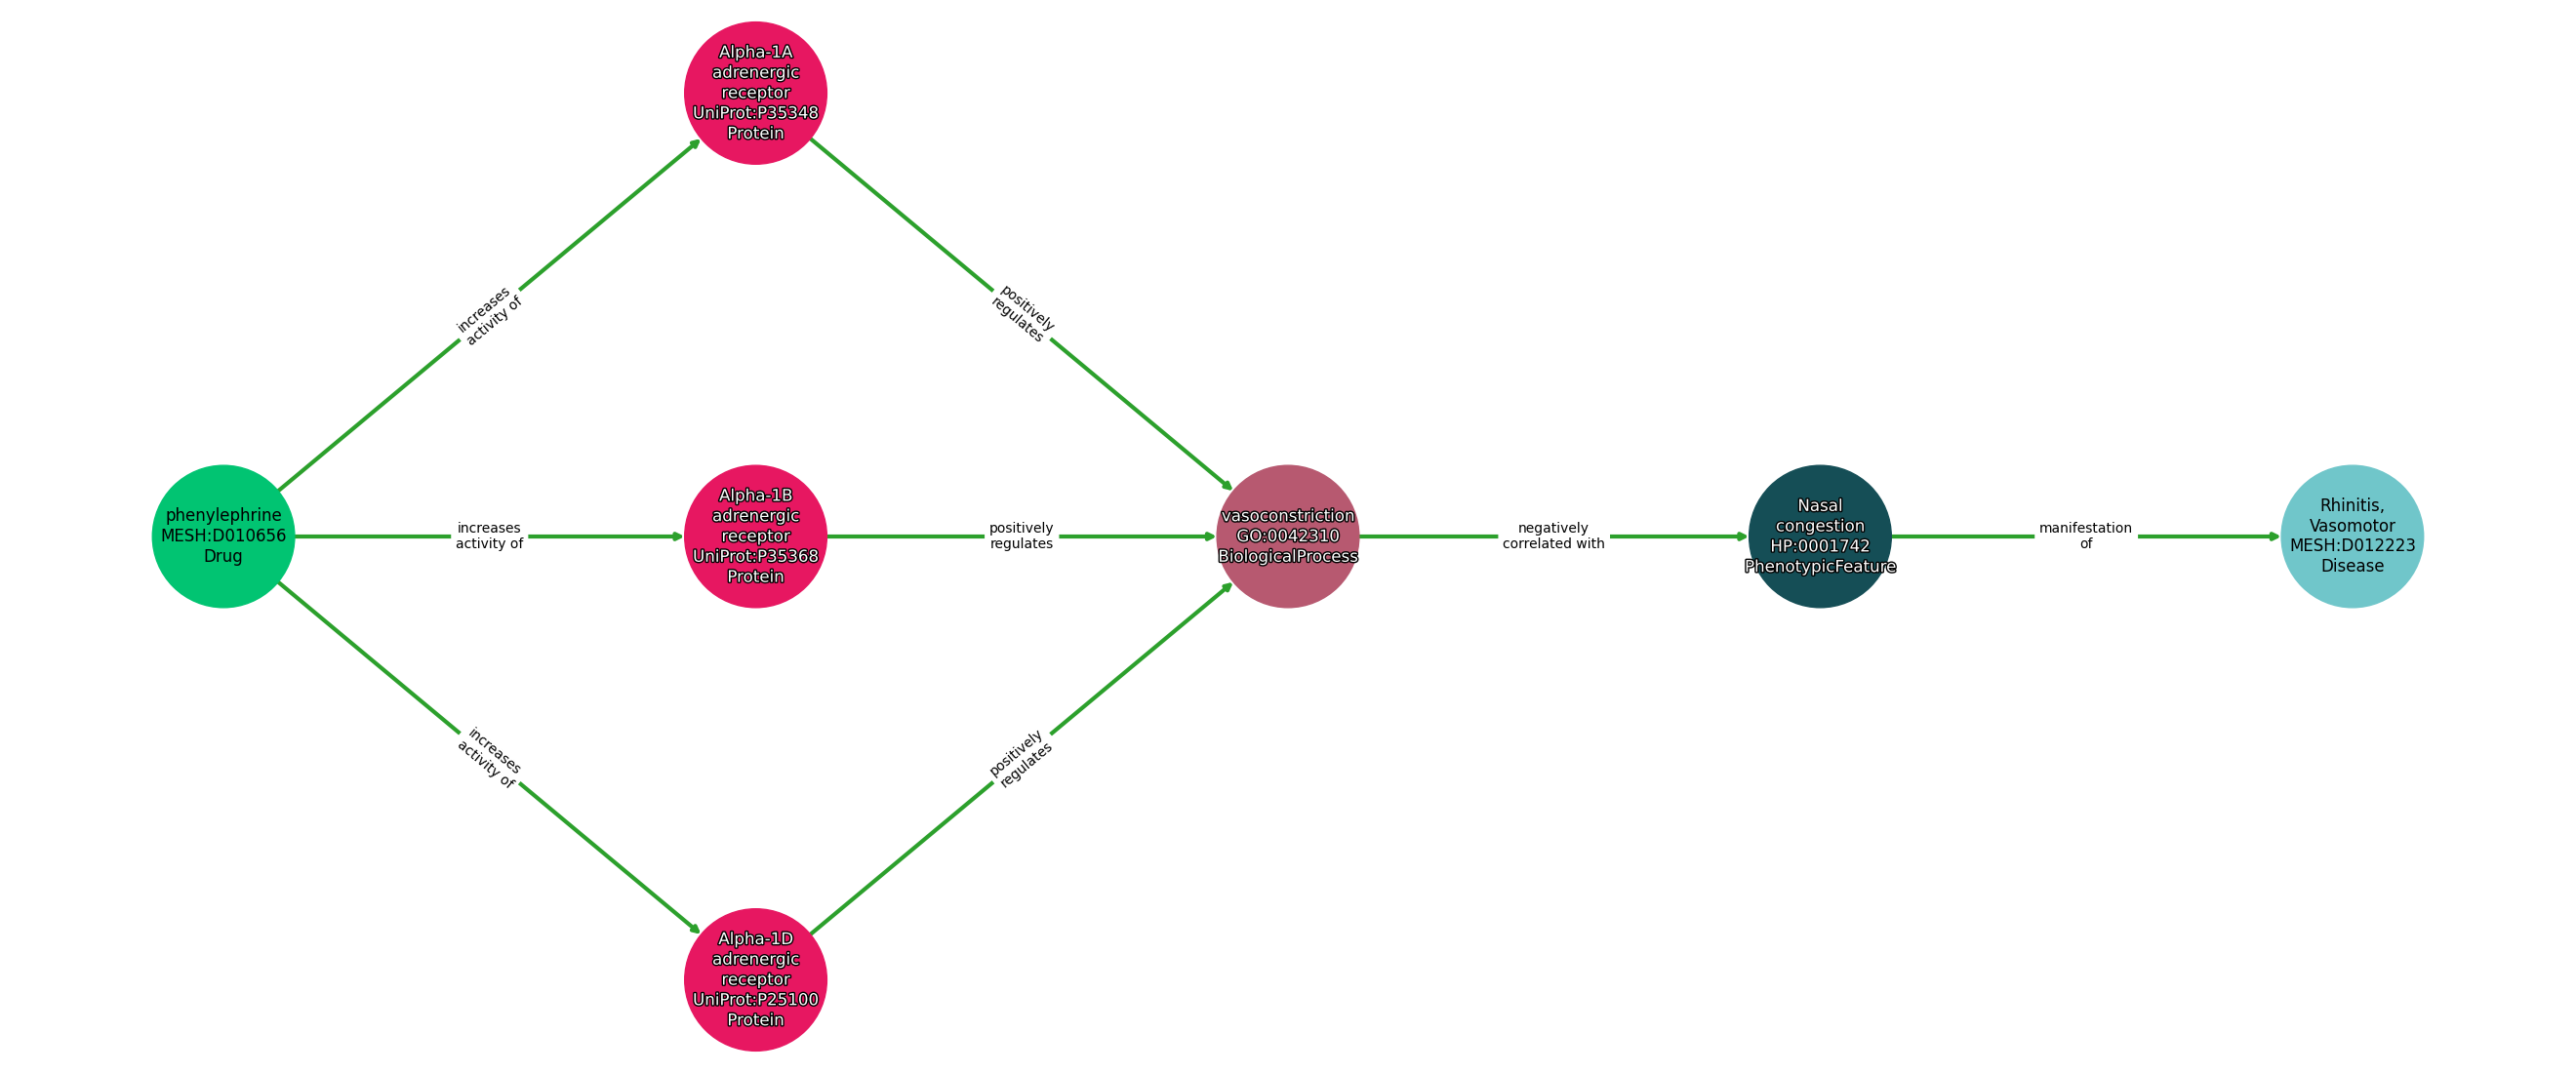 Alpha-1A
adrenergic
receptor
UniProt:P35348
Protein
increases
activity of
positively
regulates
phenylephrine
MESH:D010656
Drug
increases
activity of
Alpha-1B
adrenergic
receptor
UniProt:P35368
Protein
positively
regulates
vasoconstriction
GO:0042310
BiologicalProcess
negatively
correlated with
Nasal
congestion
HP:0001742
PhenotypicFeature
manifestation
of
Rhinitis,
Vasomotor
MESH:D012223
Disease
increases
activity of
positively
regulates
Alpha-1D
adrenergic
receptor
UniProt:P25100
Protein